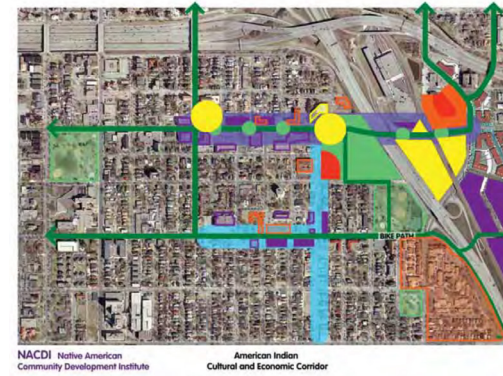 BIKE PATH
NACDI Native American
Community Development Institute
American Indian
Cultural and Economic Corridor